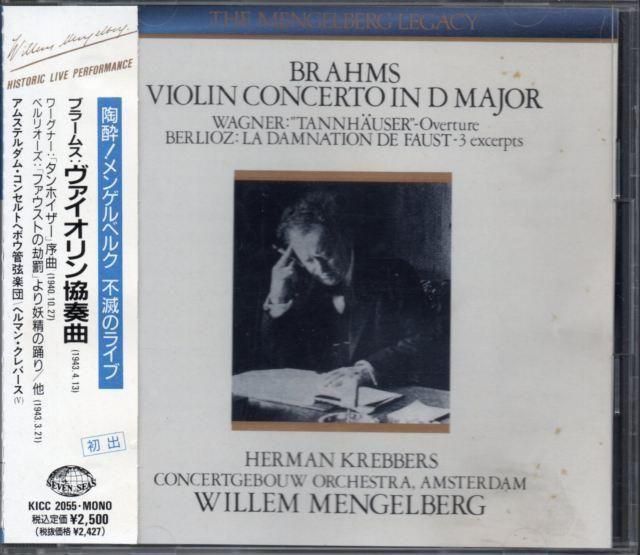 Willem Mengelberg.
HISTORIC LIVE PERFORMANCE
陶酔!メンゲルベルク 不滅のライブ
ブラームス:ヴァイオリン協奏曲(1943.4.13)
ワーグナー:「タンホイザー」序曲(1940.10.27)
ベルリオーズ:「ファウストの劫罰」より妖精の踊り/他(1943.3.21)
アムステルダム・コンセルトヘボウ管弦楽団/ヘルマン・クレバース(V)
初出
SEVEN SEAS
KICC 2055・MONO
税込定価 ¥2,500
(税抜価格 ¥2,427)
THE MENGELBERG LEGACY
BRAHMS
VIOLIN CONCERTO IN D MAJOR
WAGNER:"TANNHÄUSER"-Overture
BERLIOZ: LA DAMNATION DE FAUST-3 excerpts
HERMAN KREBBERS
CONCERTGEBOUW ORCHESTRA, AMSTERDAM
WILLEM MENGELBERG